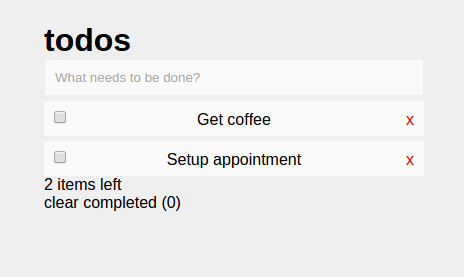 todos
What needs to be done?
Get coffee x
Setup appointment x
2 items left
clear completed (0)